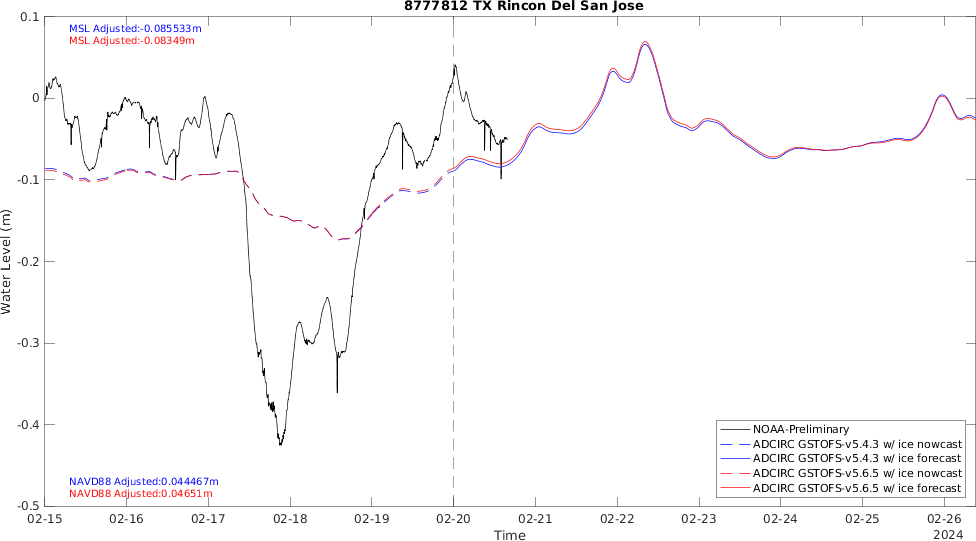 8777812 TX Rincon Del San Jose
MSL Adjusted:-0.085533m
MSL Adjusted:-0.08349m
0.1
0
-0.1
-0.2
-0.3
-0.4
-0.5
Water Level (m)
NAVD88 Adjusted:0.044467m
NAVD88 Adjusted:0.04651m
NOAA-Preliminary
ADCIRC GSTOFS-v5.4.3 w/ ice nowcast
ADCIRC GSTOFS-v5.4.3 w/ ice forecast
ADCIRC GSTOFS-v5.6.5 w/ ice nowcast
ADCIRC GSTOFS-v5.6.5 w/ ice forecast
02-15 02-16 02-17 02-18 02-19 02-20 02-21 02-22 02-23 02-24 02-25 02-26
2024
Time